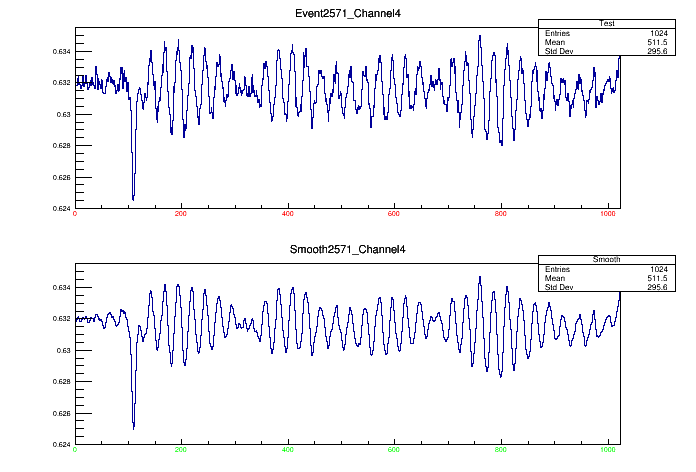 Event2571_Channel4
Test
Entries 1024
Mean 511.5
Std Dev 295.6
0.634
0.632
0.63
0.628
0.626
0.624
0 200 400 600 800 1000
Smooth2571_Channel4
Smooth
Entries 1024
Mean 511.5
Std Dev 295.6
0.634
0.632
0.63
0.628
0.626
0.624
0 200 400 600 800 1000